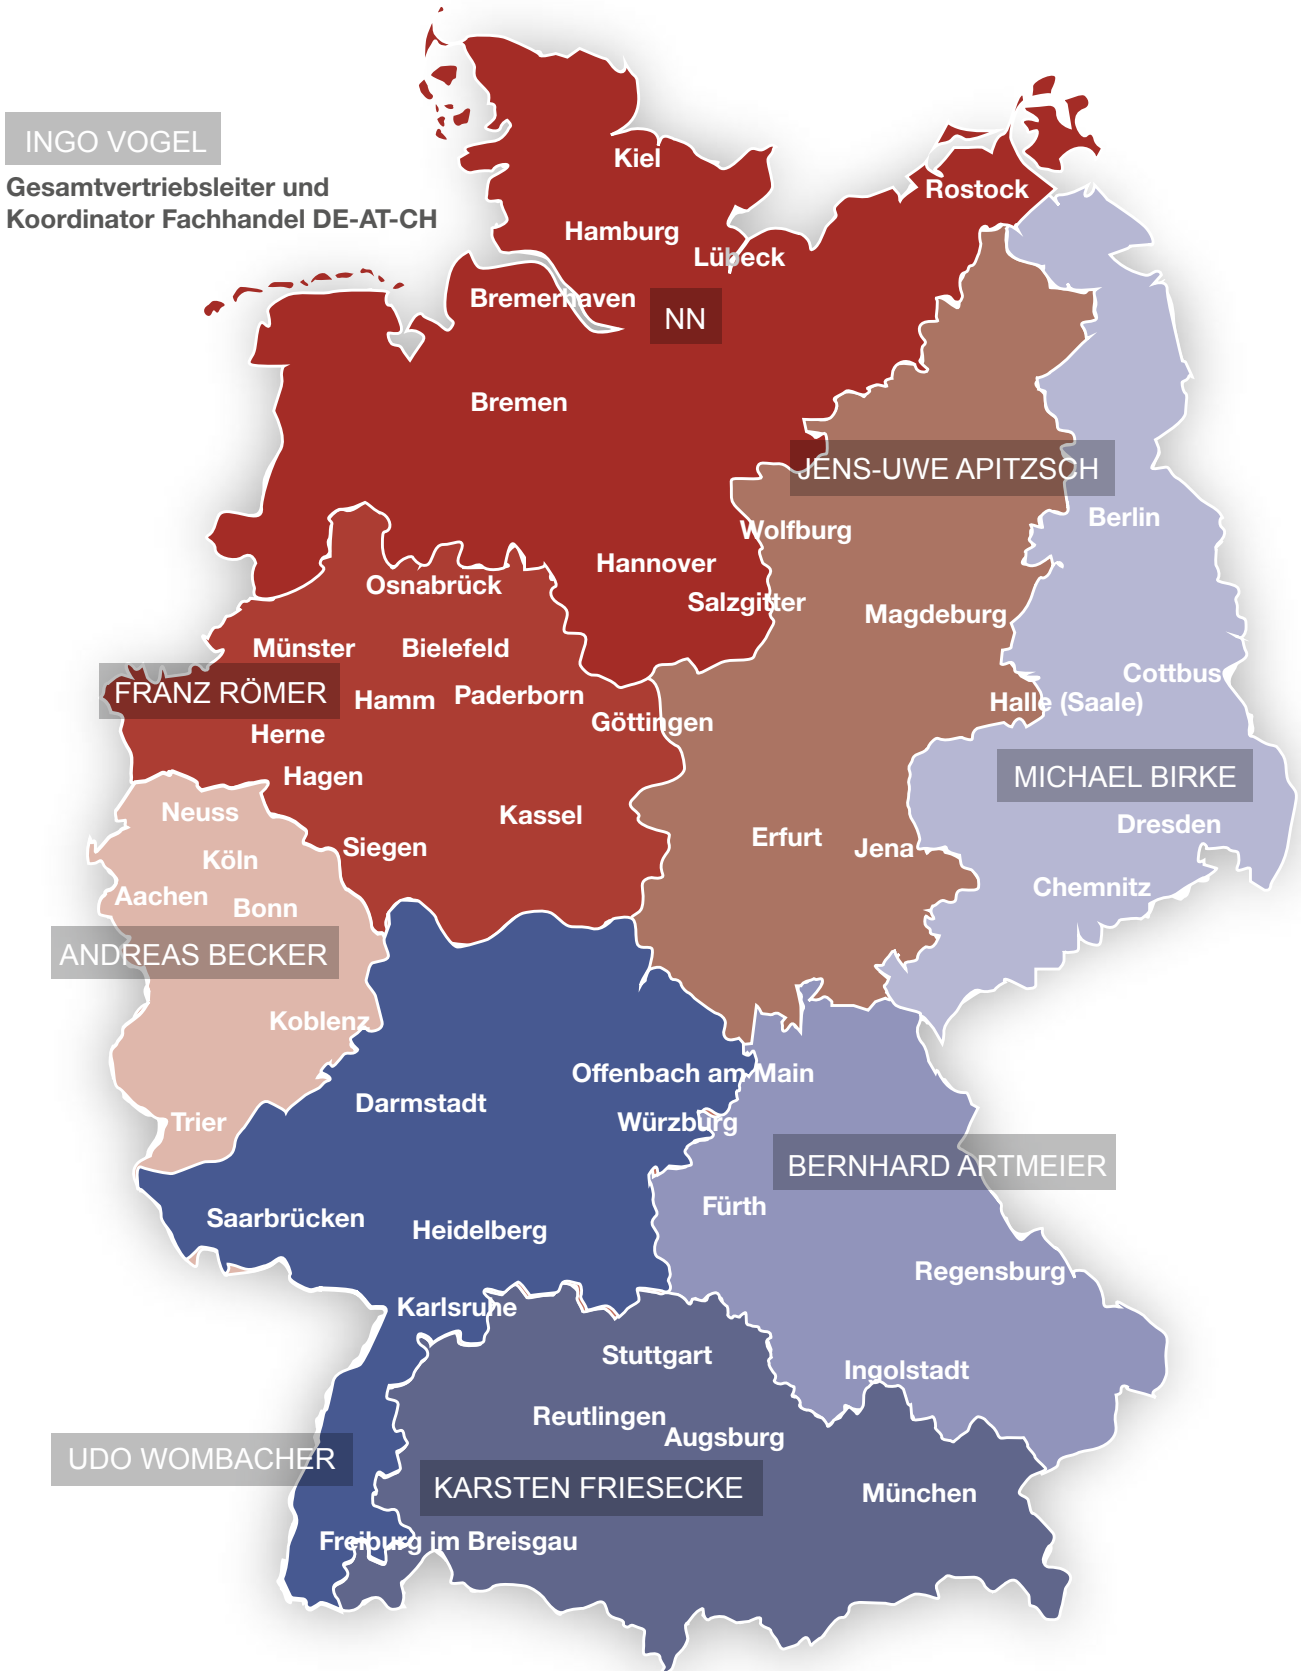 INGO VOGEL
Gesamtvertriebsleiter und
Koordinator Fachhandel DE-AT-CH
Kiel
Rostock
Hamburg
Lübeck
Bremerhaven
NN
Bremen
JENS-UWE APITZSCH
Berlin
Wolfburg
Hannover
Osnabrück
Salzgitter
Magdeburg
Münster
Bielefeld
Cottbus
FRANZ RÖMER
Hamm
Paderborn
Halle (Saale)
Göttingen
Herne
Hagen
MICHAEL BIRKE
Neuss
Kassel
Dresden
Erfurt
Siegen
Jena
Köln
Chemnitz
Aachen
Bonn
ANDREAS BECKER
Koblenz
Offenbach am Main
Darmstadt
Trier
Würzburg
BERNHARD ARTMEIER
Fürth
Saarbrücken
Heidelberg
Regensburg
Karlsruhe
Stuttgart
Ingolstadt
Reutlingen
Augsburg
UDO WOMBACHER
KARSTEN FRIESECKE
München
Freiburg im Breisgau